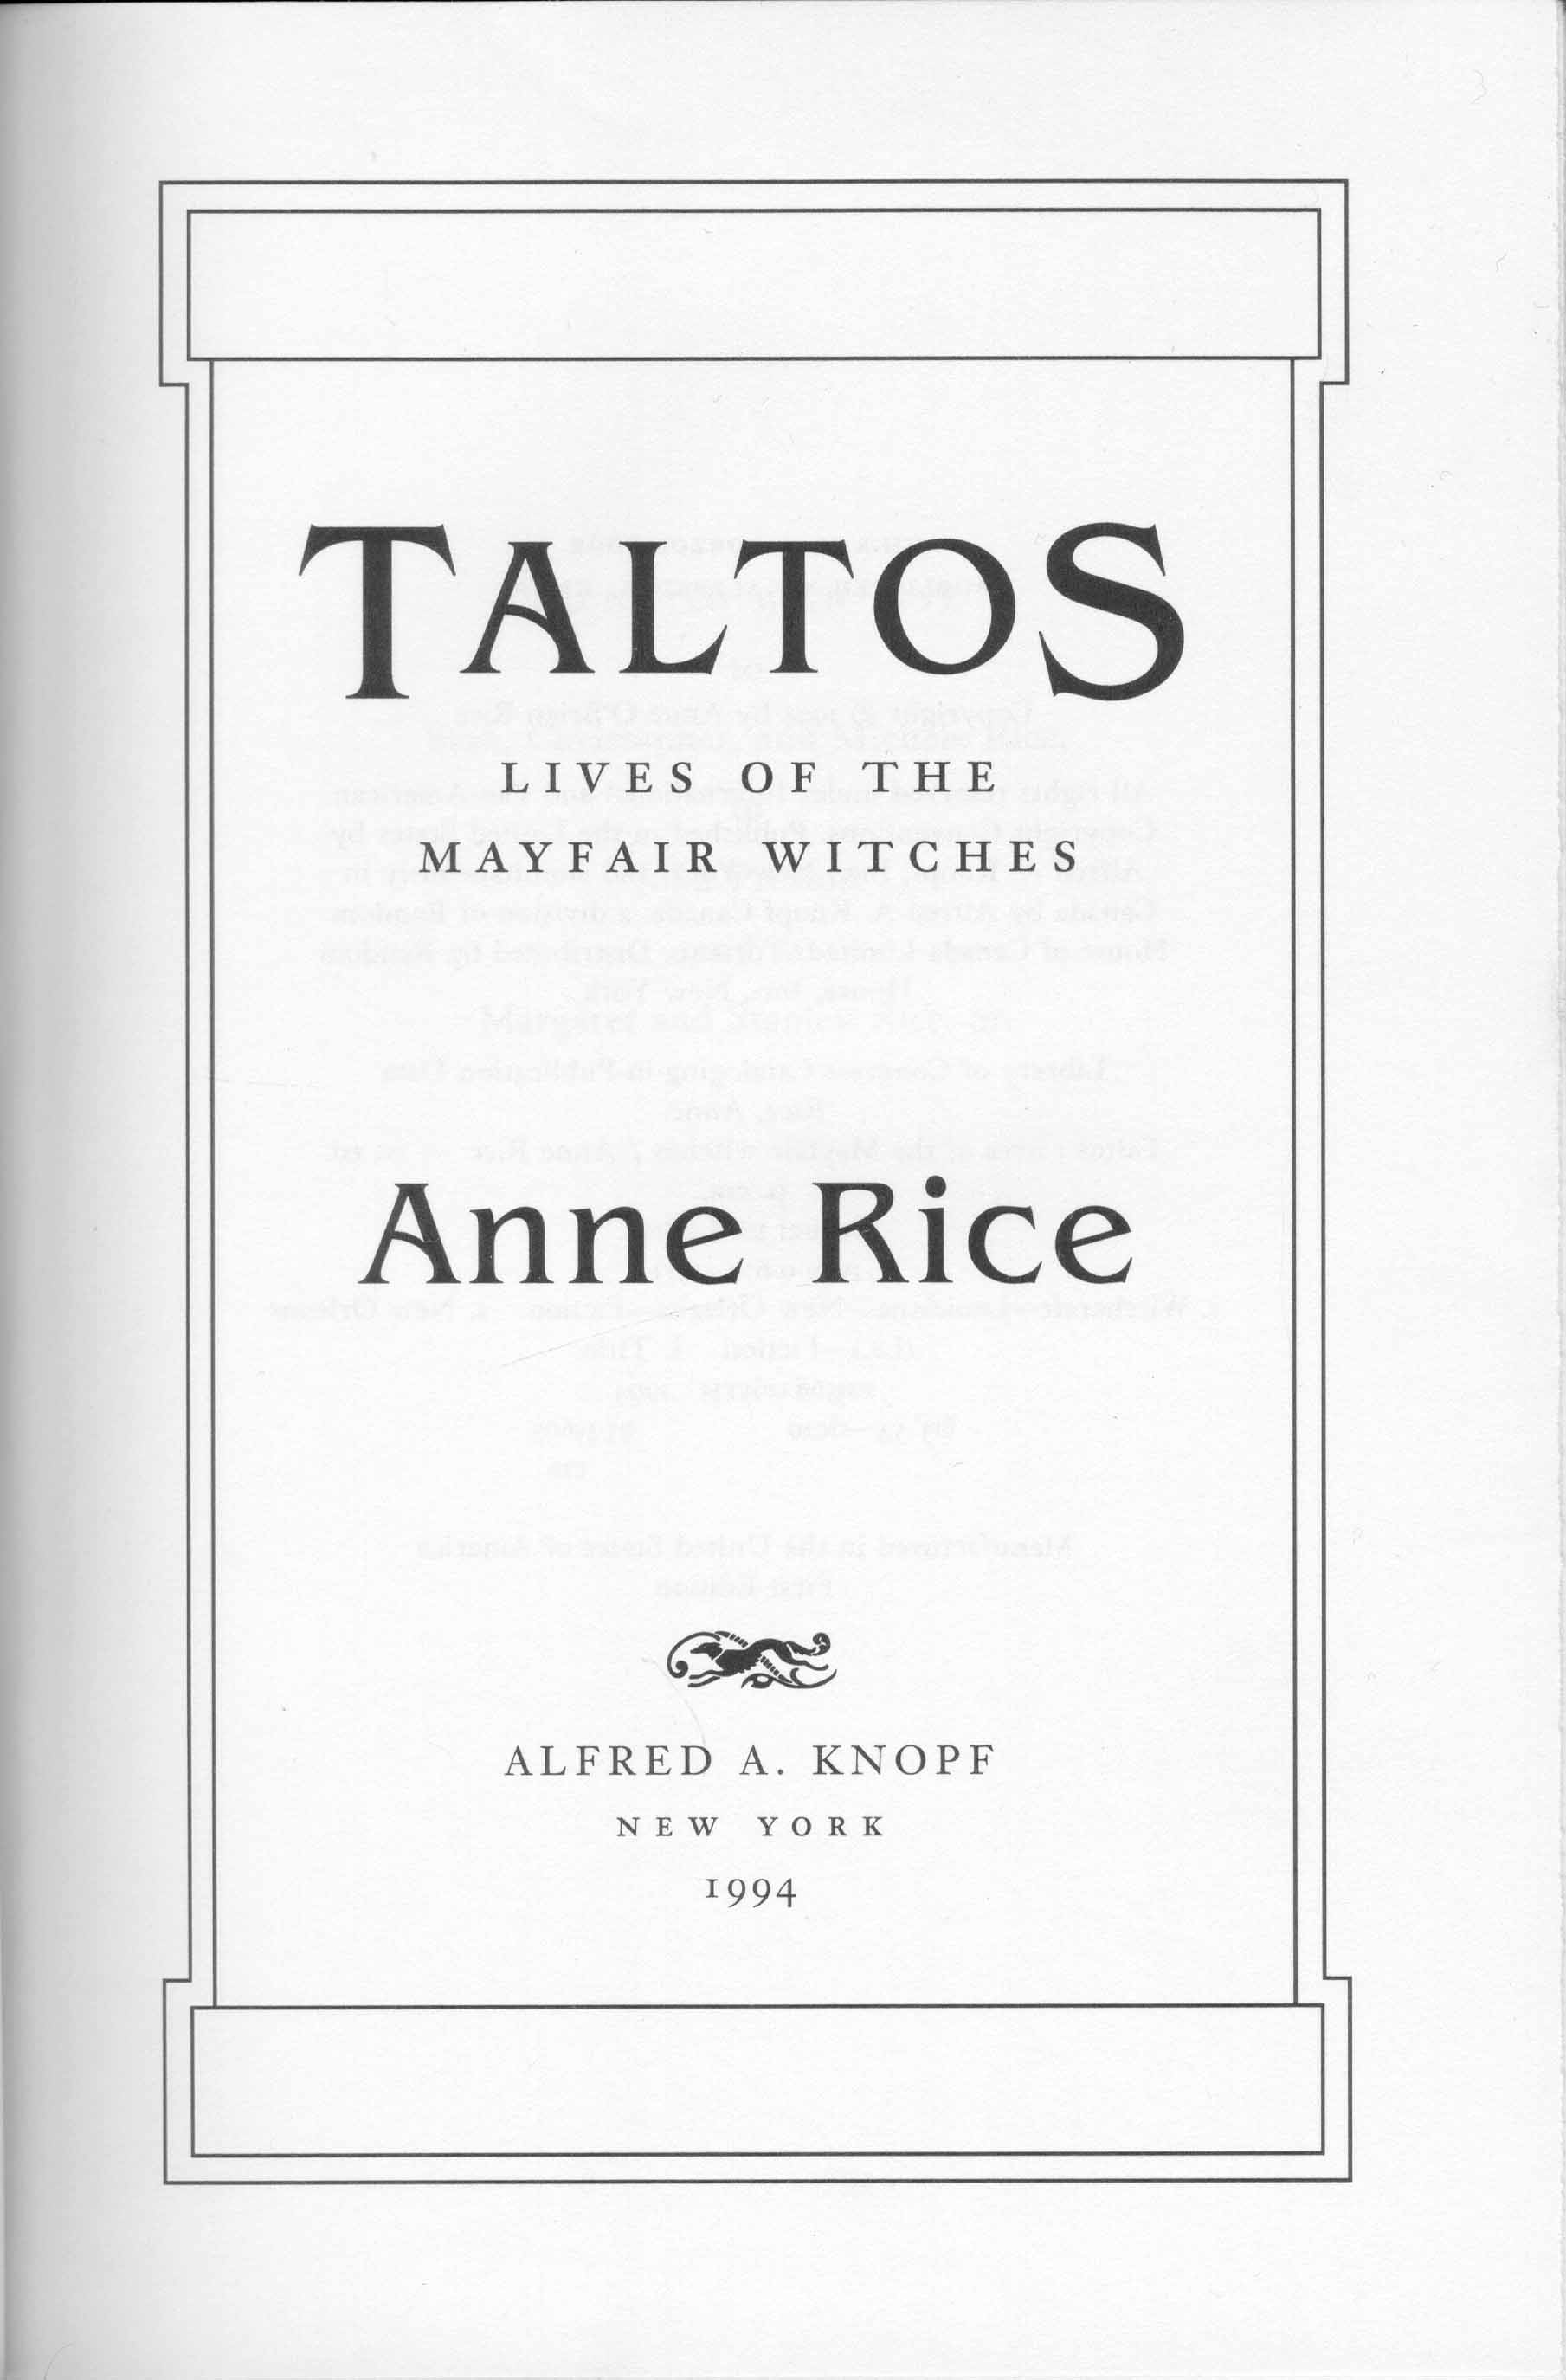 TALTOS
LIVES OF THE
MAYFAIR WITCHES
Anne Rice
ALFRED A. KNOPF
NEW YORK
1994